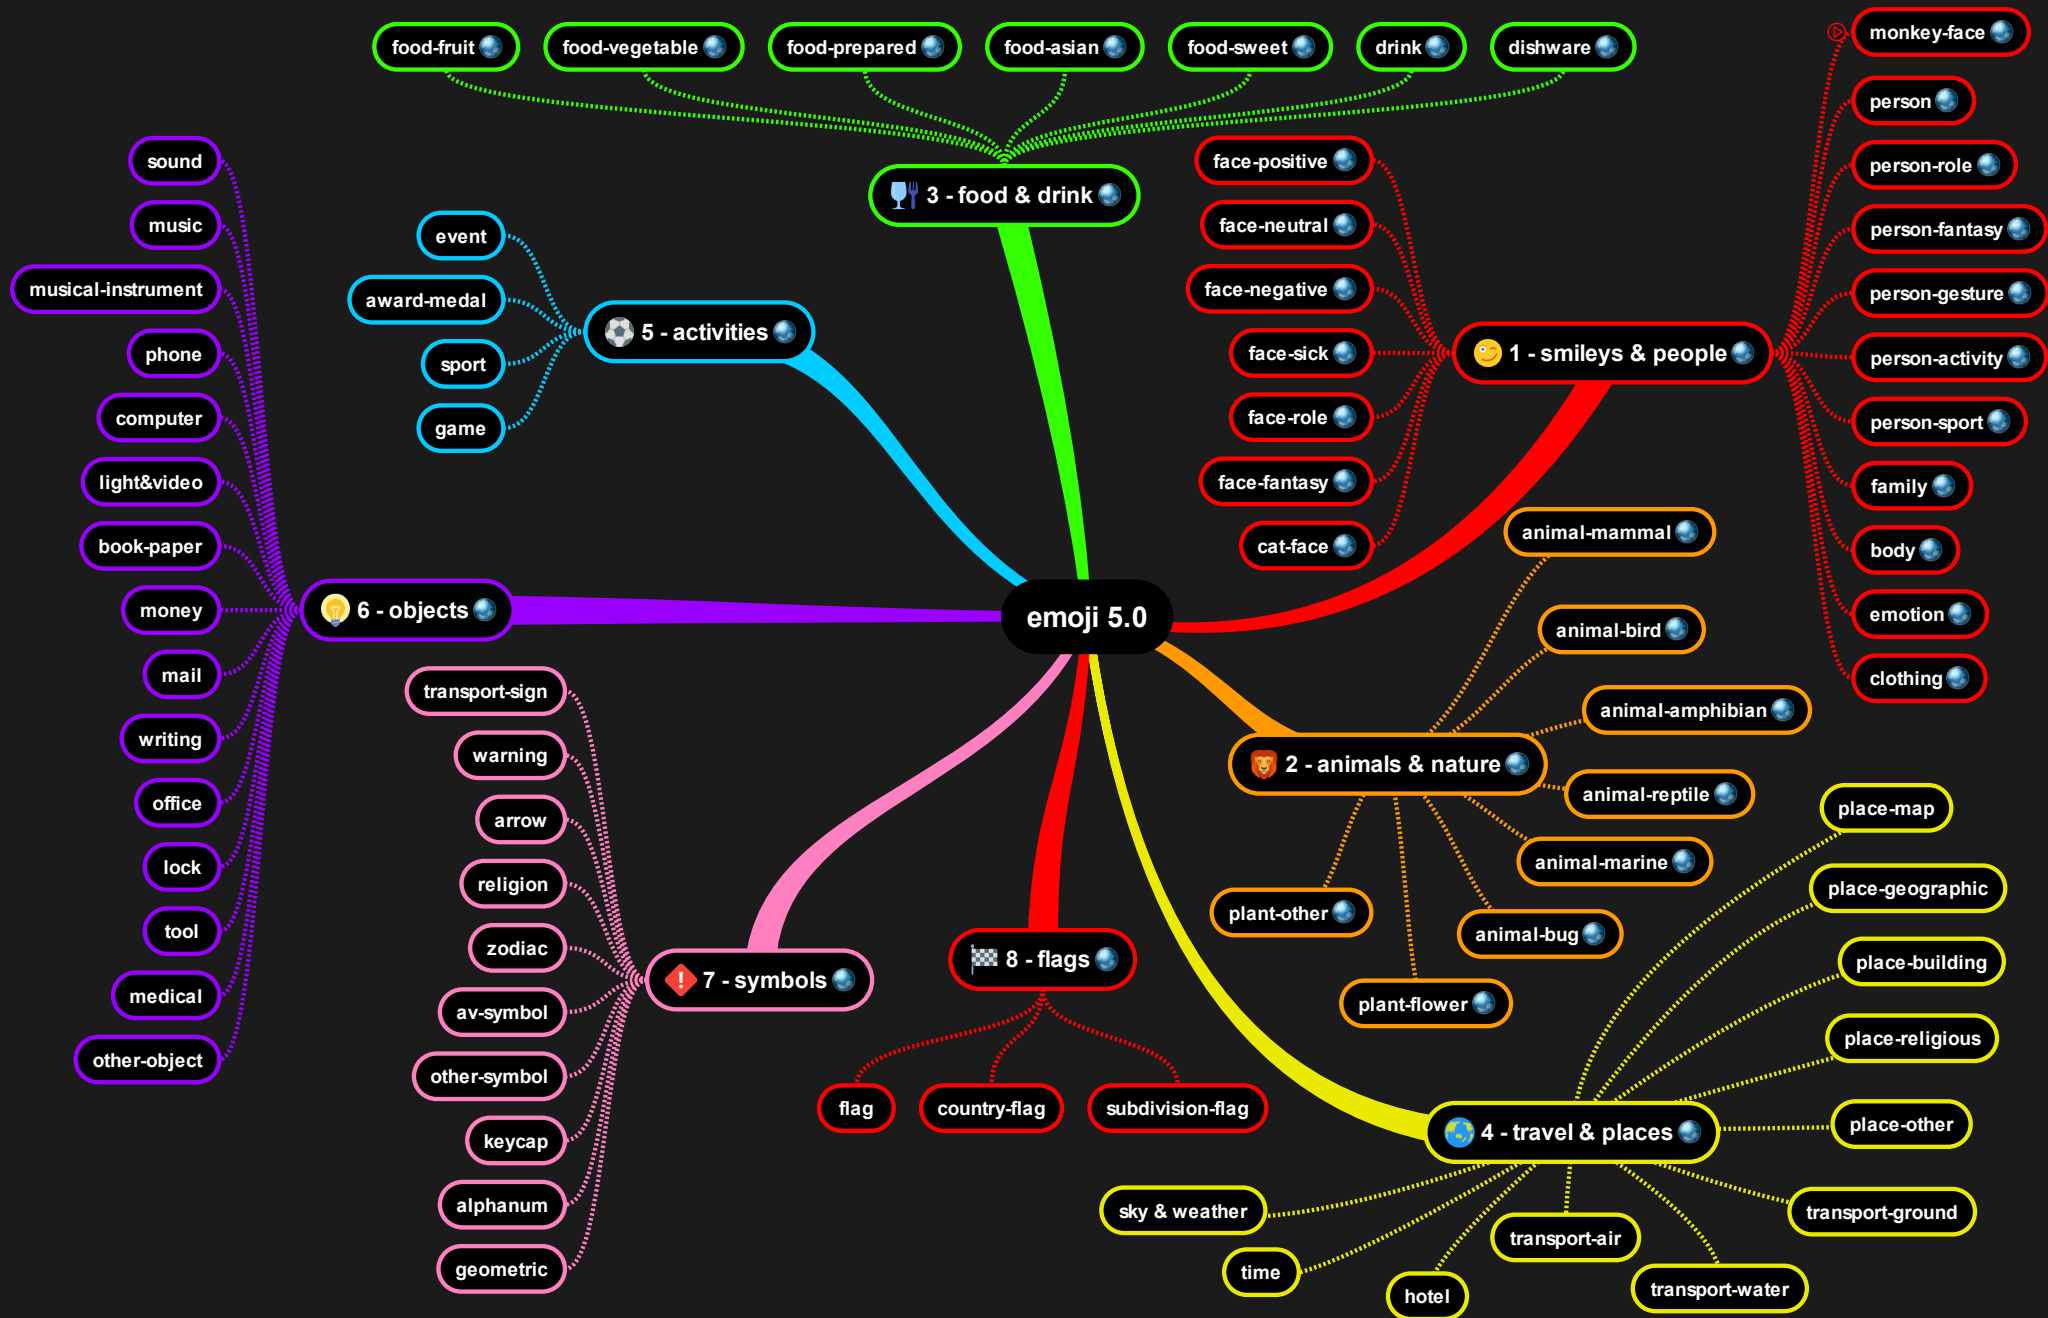 emoji 5.0
1 - smileys & people
face-positive
face-neutral
face-negative
face-sick
face-role
face-fantasy
cat-face
monkey-face
person
person-role
person-fantasy
person-gesture
person-activity
person-sport
family
body
emotion
clothing
2 - animals & nature
animal-mammal
animal-bird
animal-amphibian
animal-reptile
animal-marine
animal-bug
plant-flower
plant-other
3 - food & drink
food-fruit
food-vegetable
food-prepared
food-asian
food-sweet
drink
dishware
4 - travel & places
place-map
place-geographic
place-building
place-religious
place-other
transport-ground
transport-water
transport-air
hotel
time
sky & weather
5 - activities
event
award-medal
sport
game
6 - objects
sound
music
musical-instrument
phone
computer
light&video
book-paper
money
mail
writing
office
lock
tool
medical
other-object
7 - symbols
transport-sign
warning
arrow
religion
zodiac
av-symbol
other-symbol
keycap
alphanum
geometric
8 - flags
flag
country-flag
subdivision-flag